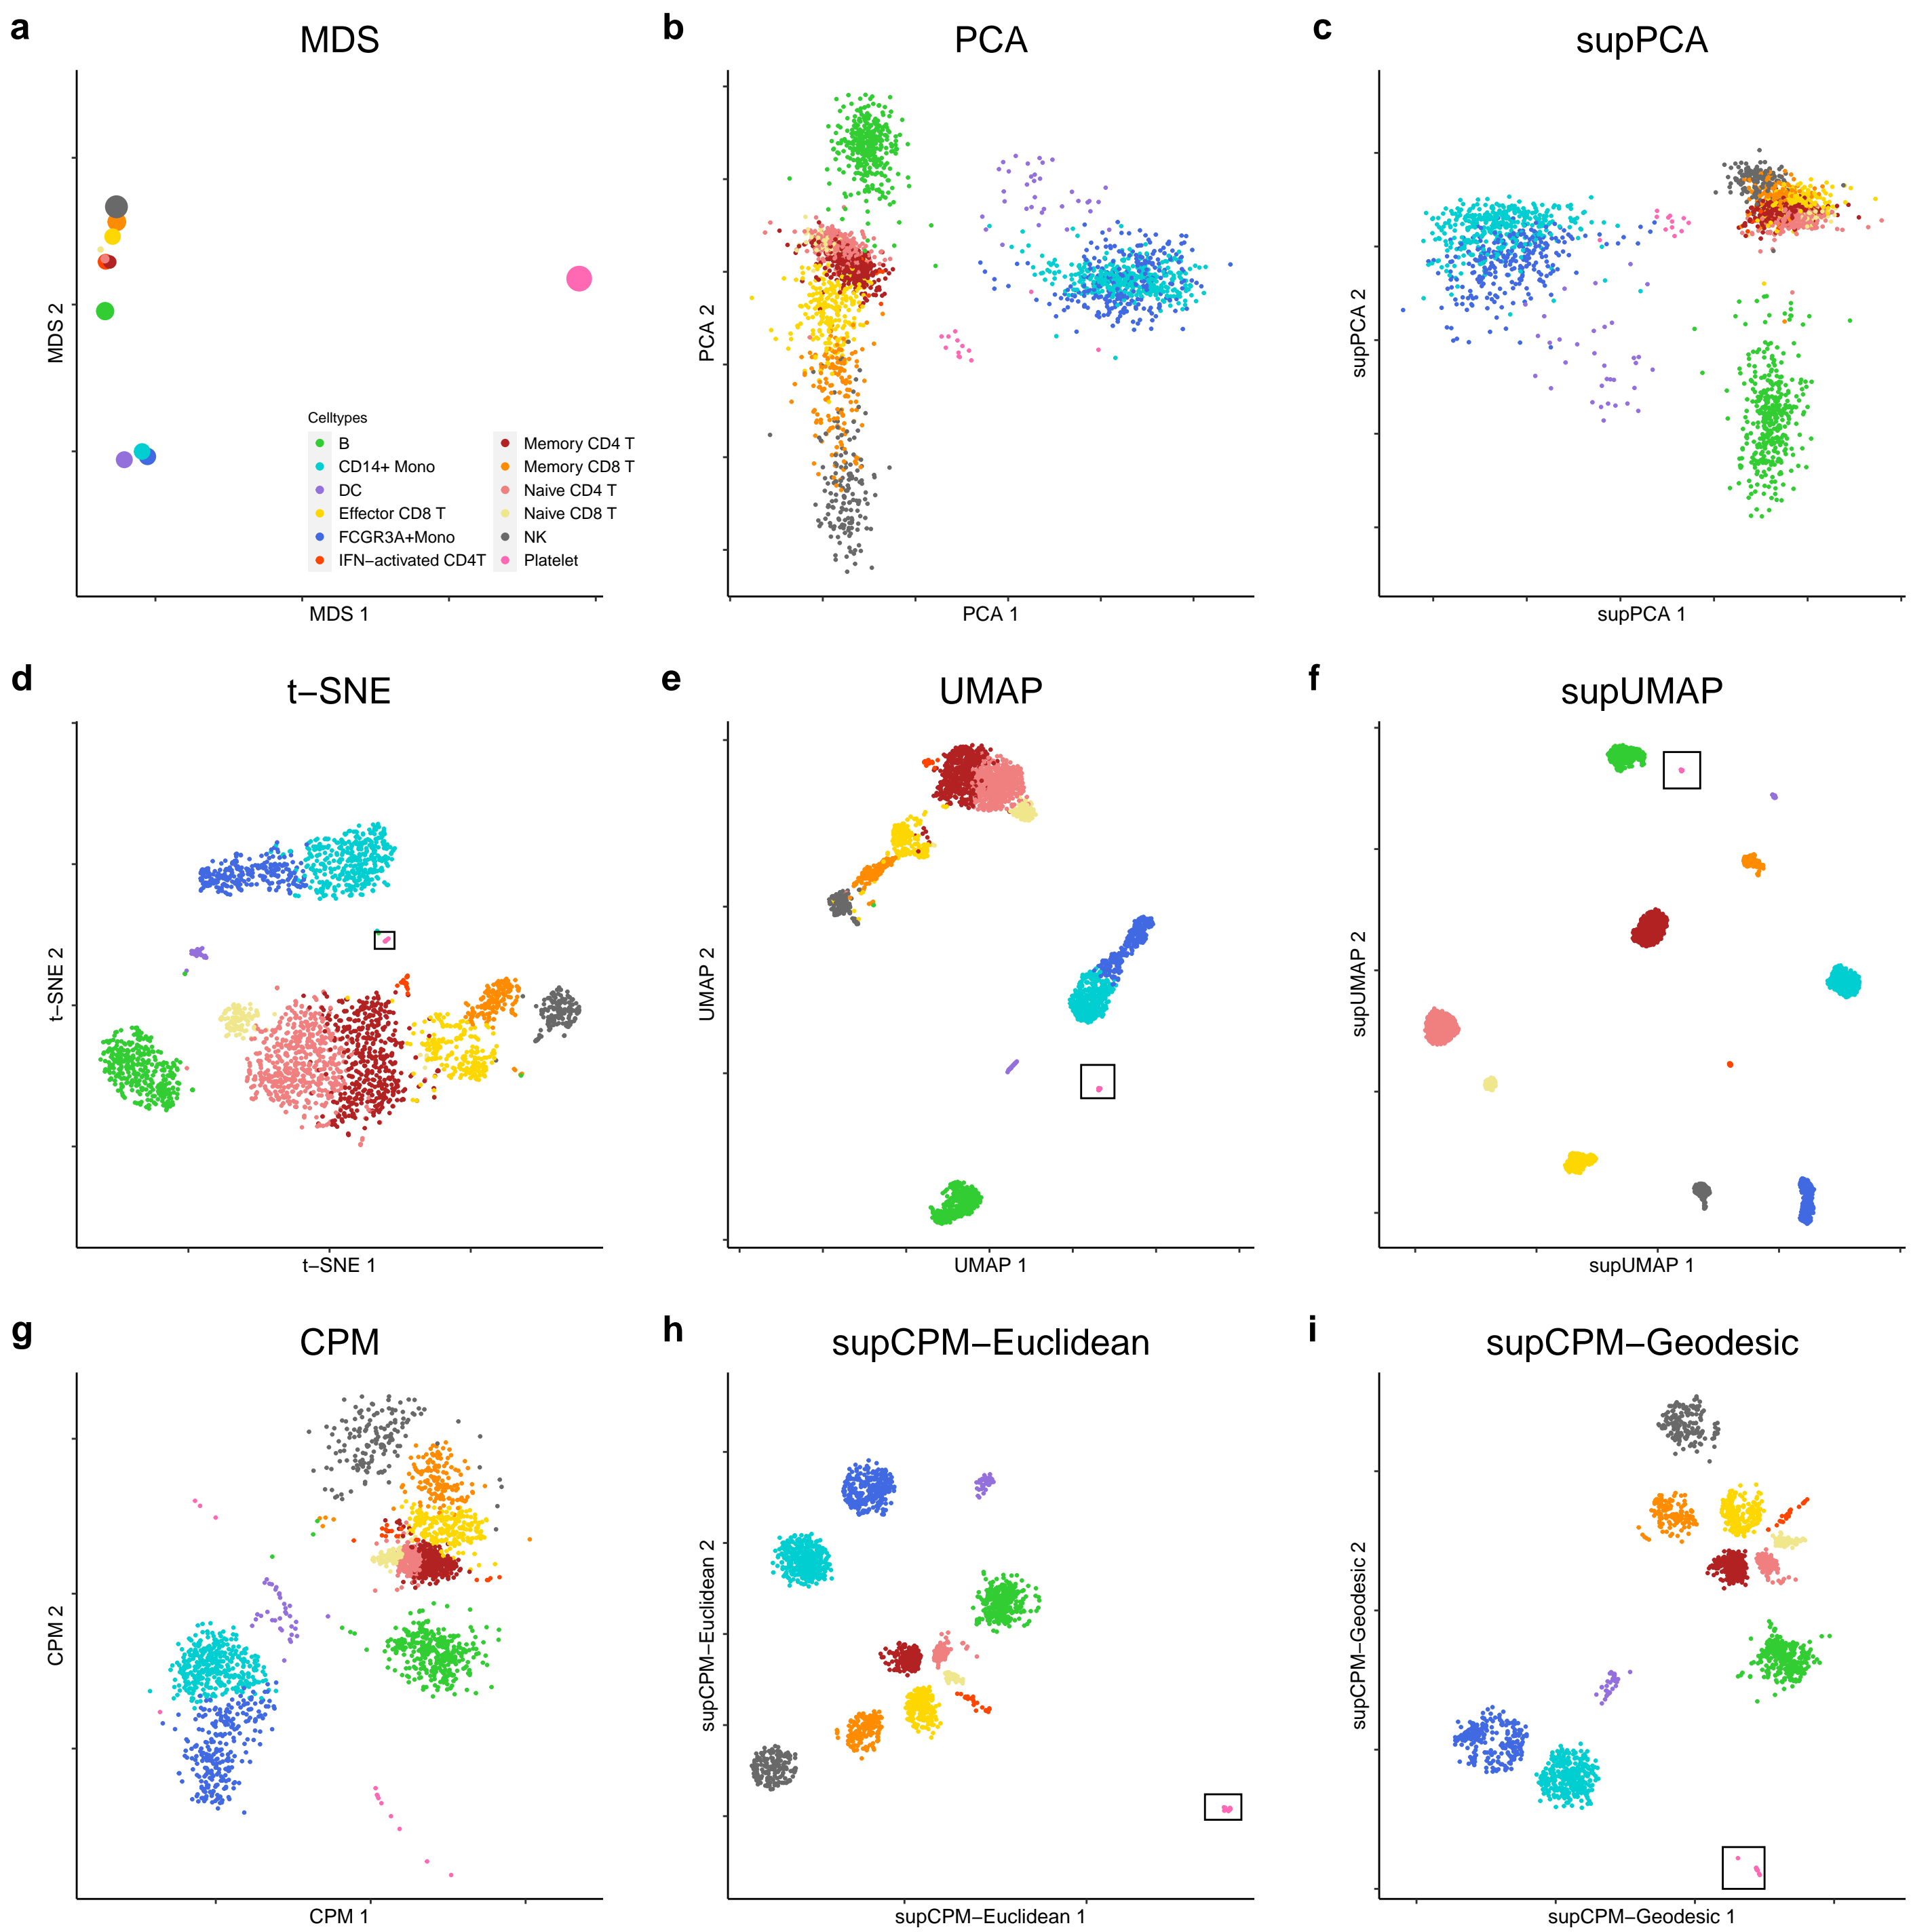 a MDS
MDS 2
Celltypes
B
CD14+ Mono
DC
Effector CD8 T
FCGR3A+Mono
IFN−activated CD4T
Memory CD4 T
Memory CD8 T
Naive CD4 T
Naive CD8 T
NK
Platelet
MDS 1
b PCA
PCA 2
PCA 1
c supPCA
supPCA 2
supPCA 1
d t−SNE
t−SNE 2
t−SNE 1
e UMAP
UMAP 2
UMAP 1
f supUMAP
supUMAP 2
supUMAP 1
g CPM
CPM 2
CPM 1
h supCPM−Euclidean
supCPM−Euclidean 2
supCPM−Euclidean 1
i supCPM−Geodesic
supCPM−Geodesic 2
supCPM−Geodesic 1